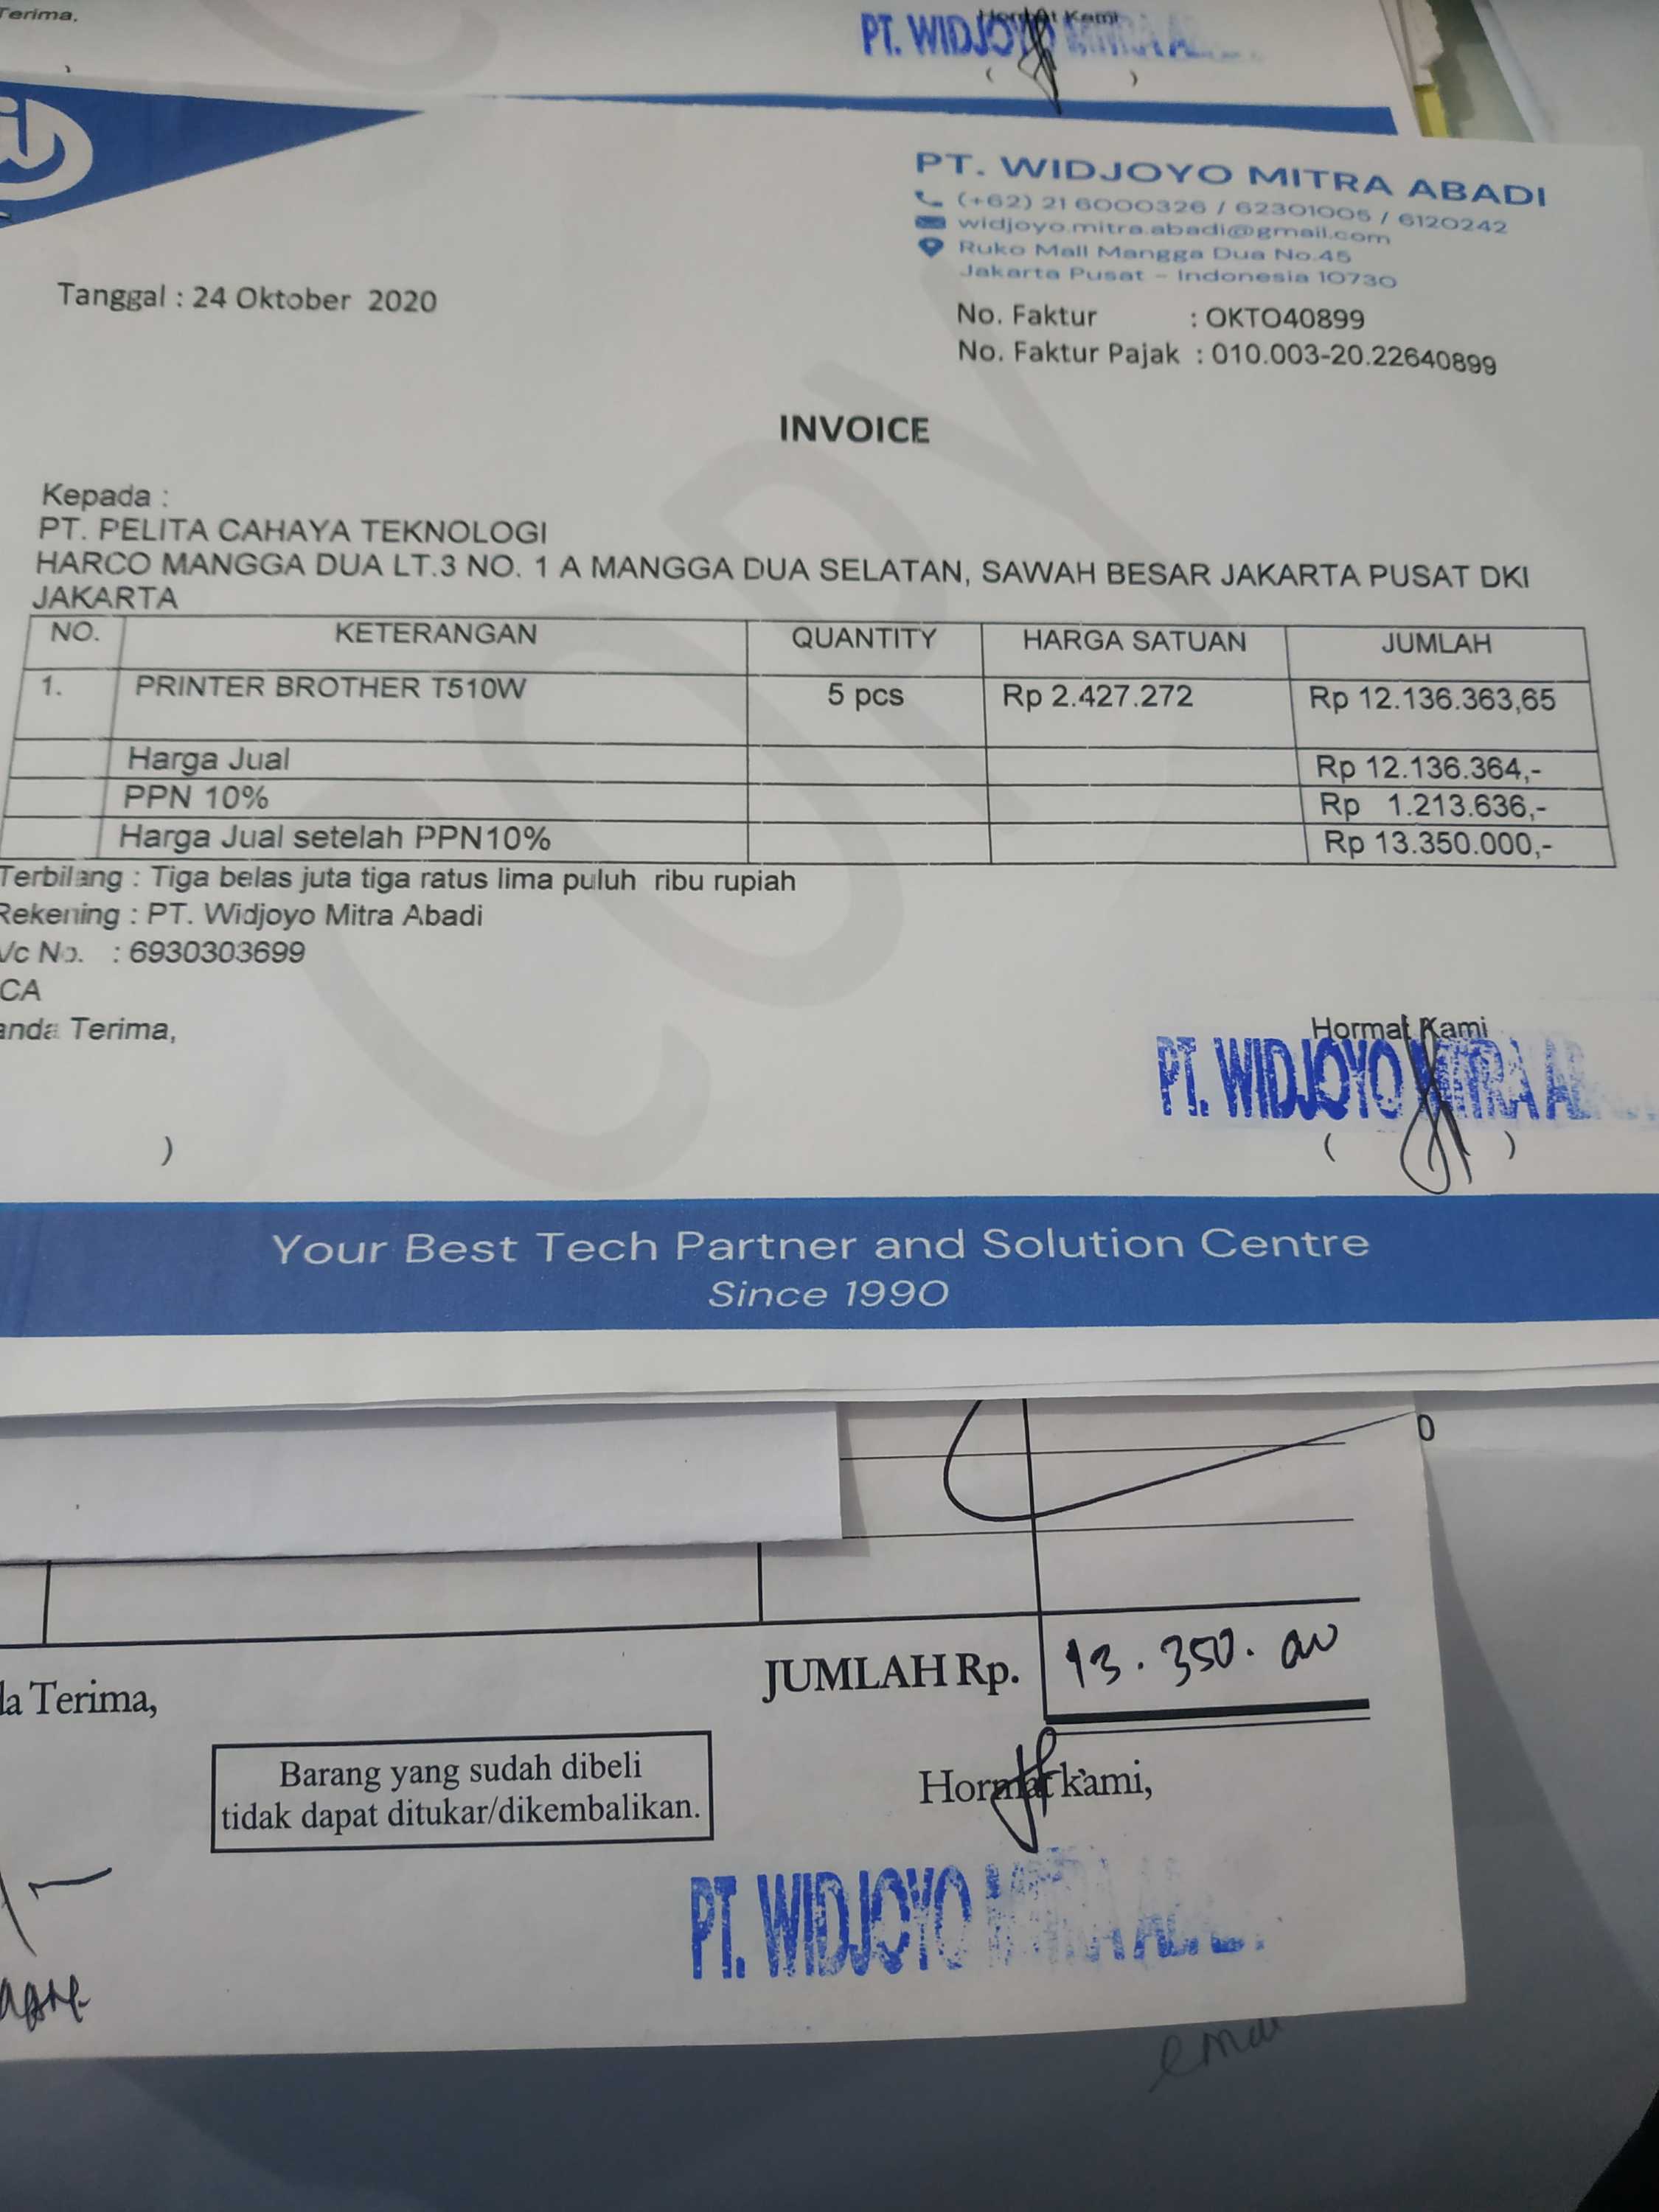 Terima,
Hormat Kami
PT. WIDJOYO MITRA A
( )
PT. WIDJOYO MITRA ABADI
(+62) 21 6000326 / 62301005 / 6120242
widjoyo.mitra.abadi@gmail.com
Ruko Mall Mangga Dua No.45
Jakarta Pusat - Indonesia 10730
Tanggal : 24 Oktober 2020
No. Faktur : OKTO40899
No. Faktur Pajak : 010.003-20.22640899
COPY
INVOICE
Kepada :
PT. PELITA CAHAYA TEKNOLOGI
HARCO MANGGA DUA LT.3 NO. 1 A MANGGA DUA SELATAN, SAWAH BESAR JAKARTA PUSAT DKI
JAKARTA
NO. KETERANGAN QUANTITY HARGA SATUAN JUMLAH
1. PRINTER BROTHER T510W 5 pcs Rp 2.427.272 Rp 12.136.363,65
Harga Jual Rp 12.136.364,-
PPN 10% Rp 1.213.636,-
Harga Jual setelah PPN10% Rp 13.350.000,-
Terbilang : Tiga belas juta tiga ratus lima puluh ribu rupiah
Rekening : PT. Widjoyo Mitra Abadi
/c No. : 6930303699
CA
anda Terima,
Hormat Kami
PT. WIDJOYO MITRA A
) ( )
Your Best Tech Partner and Solution Centre
Since 1990
JUMLAH Rp. 13.350.
la Terima,
Barang yang sudah dibeli
tidak dapat ditukar/dikembalikan.
Hormat kami,
PT. WIDJOYO MITRA A